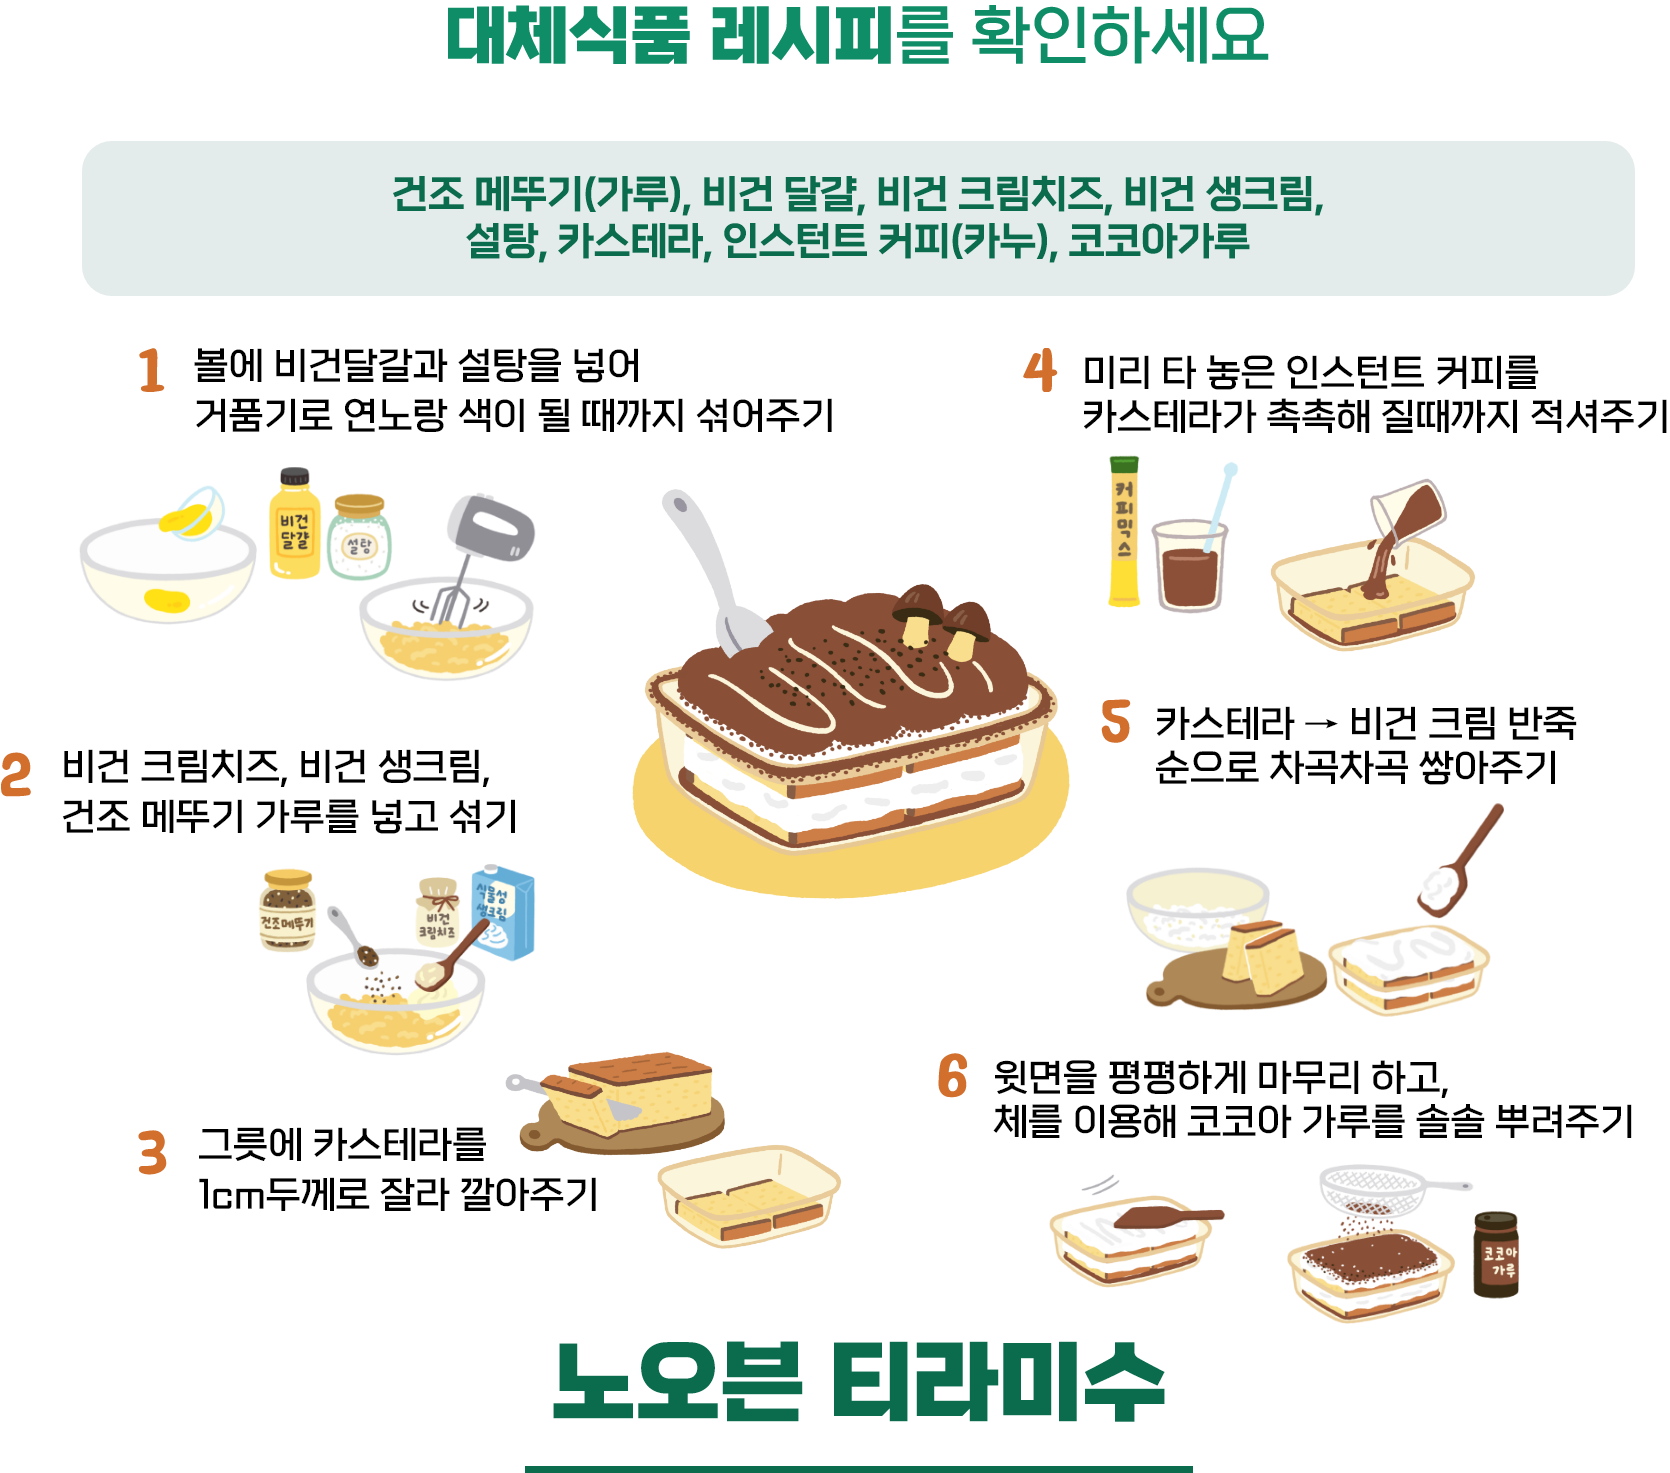 대체식품 레시피를 확인하세요
건조 메뚜기(가루), 비건 달걀, 비건 크림치즈, 비건 생크림,
설탕, 카스테라, 인스턴트 커피(카누), 코코아가루
1 볼에 비건달갈과 설탕을 넣어
거품기로 연노랑 색이 될 때까지 섞어주기
비건
달걀
설탕
2 비건 크림치즈, 비건 생크림,
건조 메뚜기 가루를 넣고 섞기
건조메뚜기
비건
크림치즈
식물성
생크림
3 그릇에 카스테라를
1cm두께로 잘라 깔아주기
4 미리 타 놓은 인스턴트 커피를
카스테라가 촉촉해 질때까지 적셔주기
커피믹스
5 카스테라 → 비건 크림 반죽
순으로 차곡차곡 쌓아주기
6 윗면을 평평하게 마무리 하고,
체를 이용해 코코아 가루를 솔솔 뿌려주기
코코아
가루
노오븐 티라미수